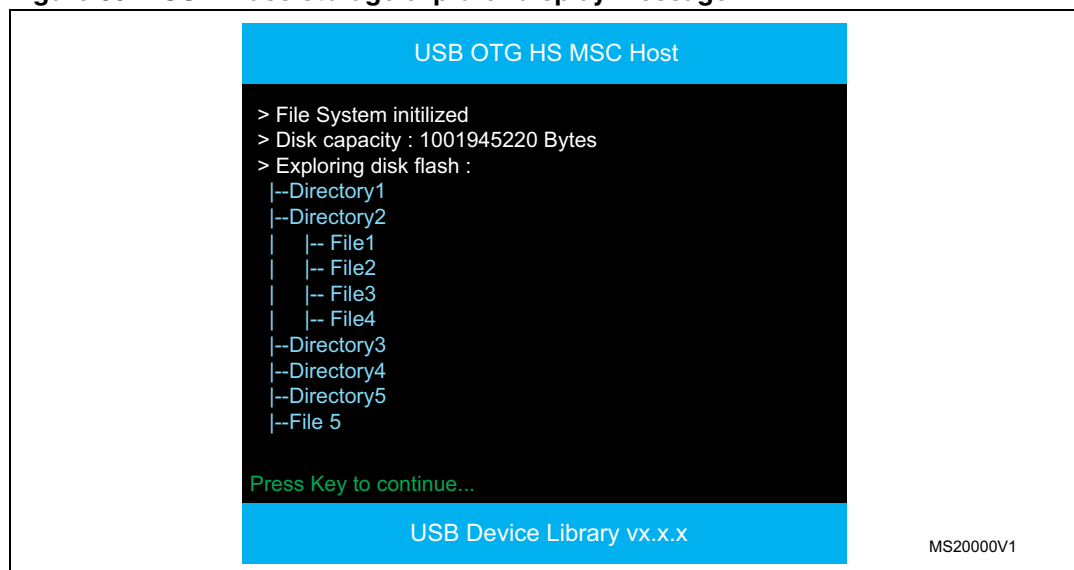 USB OTG HS MSC Host
> File System initilized
> Disk capacity : 1001945220 Bytes
> Exploring disk flash :
|--Directory1
|--Directory2
| |-- File1
| |-- File2
| |-- File3
| |-- File4
|--Directory3
|--Directory4
|--Directory5
|--File 5
Press Key to continue...
USB Device Library vx.x.x
MS20000V1